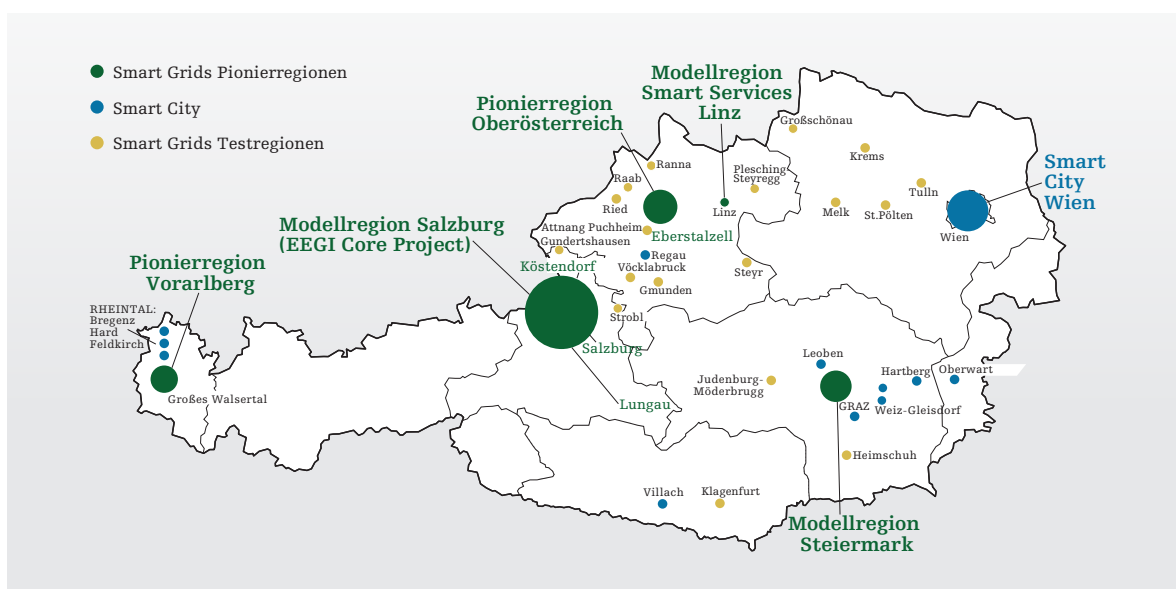 Smart Grids Pionierregionen
Smart City
Smart Grids Testregionen
Modellregion
Smart Services
Linz
Pionierregion
Oberösterreich
Großschönau
Krems
Ranna
Raab
Ried
Plesching
Steyregg
Linz
Tulln
Melk
St.Pölten
Smart
City
Wien
Wien
Modellregion Salzburg
(EEGI Core Project)
Attnang Puchheim
Gundertshausen
Eberstalzell
Regau
Köstendorf
Vöcklabruck
Gmunden
Steyr
Strobl
Salzburg
Lungau
Pionierregion
Vorarlberg
RHEINTAL:
Bregenz
Hard
Feldkirch
Großes Walsertal
Leoben
Judenburg-
Möderbrugg
Hartberg
Oberwart
GRAZ
Weiz-Gleisdorf
Heimschuh
Villach
Klagenfurt
Modellregion
Steiermark